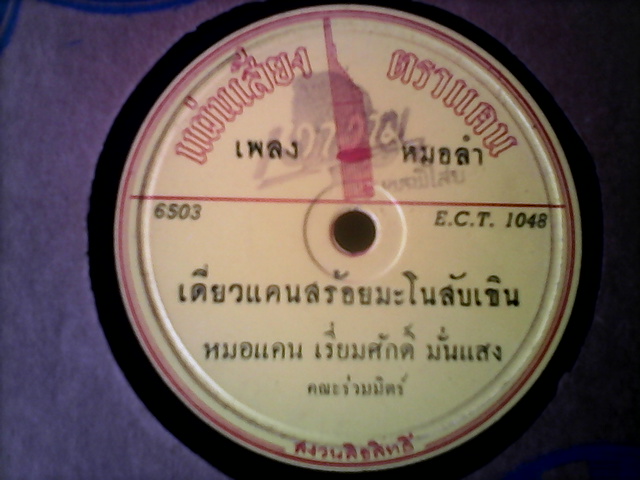 แผ่นเสียง ตราแคน
เพลง หมอลำ
6503 E.C.T. 1048
เดี่ยวแคนสร้อยมะโนสับเซิน
หมอแคน เรี่ยมศักดิ์ มั่นแสง
คณะร่วมมิตร์
สงวนลิขสิทธิ์